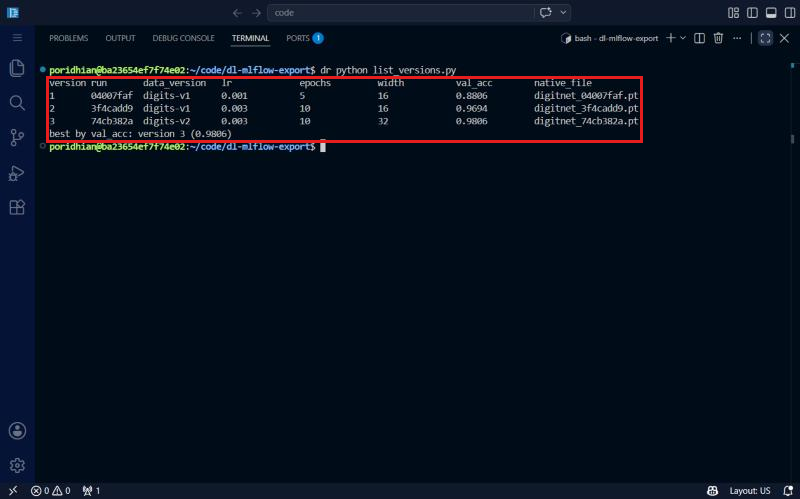 code
PROBLEMS OUTPUT DEBUG CONSOLE TERMINAL PORTS 1 bash - dl-mlflow-export
poridhian@ba23654ef7f74e02:~/code/dl-mlflow-export$ dr python list_versions.py
version run data_version lr epochs width val_acc native_file
1 04007faf digits-v1 0.001 5 16 0.8806 digitnet_04007faf.pt
2 3f4cadd9 digits-v1 0.003 10 16 0.9694 digitnet_3f4cadd9.pt
3 74cb382a digits-v2 0.003 10 32 0.9806 digitnet_74cb382a.pt
best by val_acc: version 3 (0.9806)
poridhian@ba23654ef7f74e02:~/code/dl-mlflow-export$
0 0 1 Layout: US